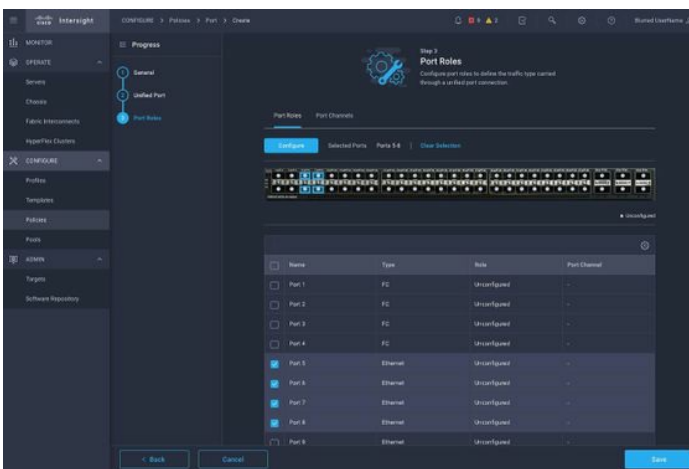 CISCO Intersight
CONFIGURE > Policies > Port > Create
MONITOR
OPERATE
Servers
Chassis
Fabric Interconnects
HyperFlex Clusters
CONFIGURE
Profiles
Templates
Policies
Pools
ADMIN
Targets
Software Repository
Progress
1 General
2 Unified Port
3 Port Roles
Step 3
Port Roles
Configure port roles to define the traffic type carried
through a unified port connection.
Port Roles Port Channels
Configure Selected Ports Ports 5-8 | Clear Selection
Unconfigured
Name Type Role Port Channel
Port 1 FC Unconfigured -
Port 2 FC Unconfigured -
Port 3 FC Unconfigured -
Port 4 FC Unconfigured -
Port 5 Ethernet Unconfigured -
Port 6 Ethernet Unconfigured -
Port 7 Ethernet Unconfigured -
Port 8 Ethernet Unconfigured -
Port 9 Ethernet Unconfigured -
< Back Cancel Save